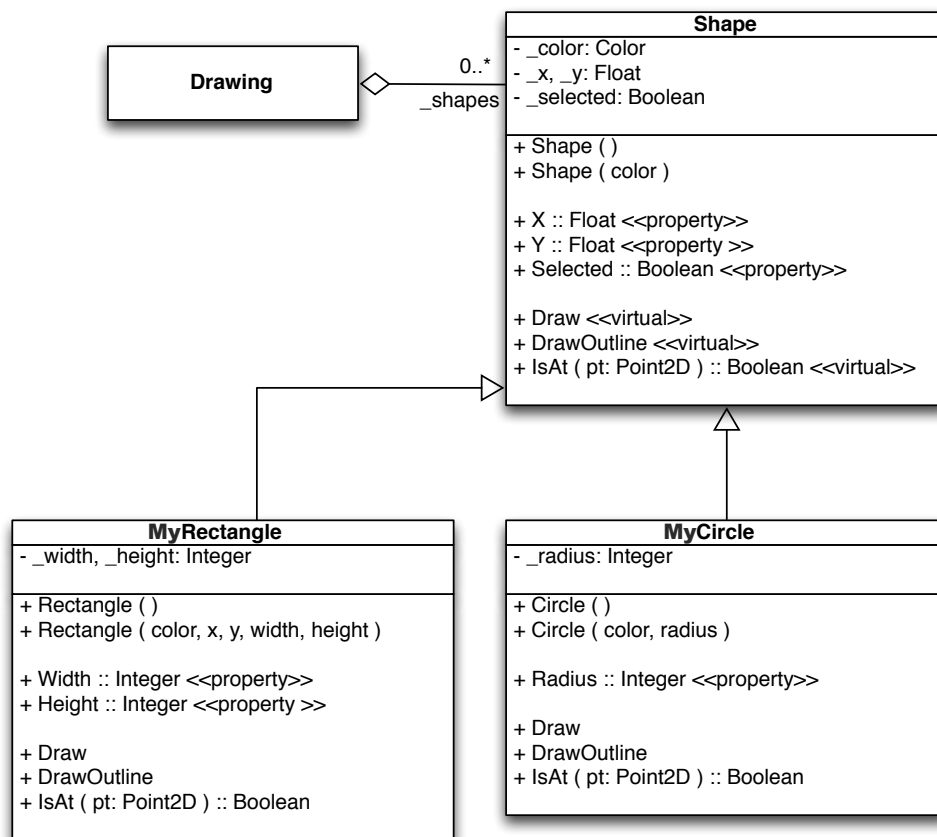 Drawing
0..*
_shapes
Shape
- _color: Color
- _x, _y: Float
- _selected: Boolean
+ Shape ( )
+ Shape ( color )
+ X :: Float <<property>>
+ Y :: Float <<property >>
+ Selected :: Boolean <<property>>
+ Draw <<virtual>>
+ DrawOutline <<virtual>>
+ IsAt ( pt: Point2D ) :: Boolean <<virtual>>
MyRectangle
- _width, _height: Integer
+ Rectangle ( )
+ Rectangle ( color, x, y, width, height )
+ Width :: Integer <<property>>
+ Height :: Integer <<property >>
+ Draw
+ DrawOutline
+ IsAt ( pt: Point2D ) :: Boolean
MyCircle
- _radius: Integer
+ Circle ( )
+ Circle ( color, radius )
+ Radius :: Integer <<property>>
+ Draw
+ DrawOutline
+ IsAt ( pt: Point2D ) :: Boolean